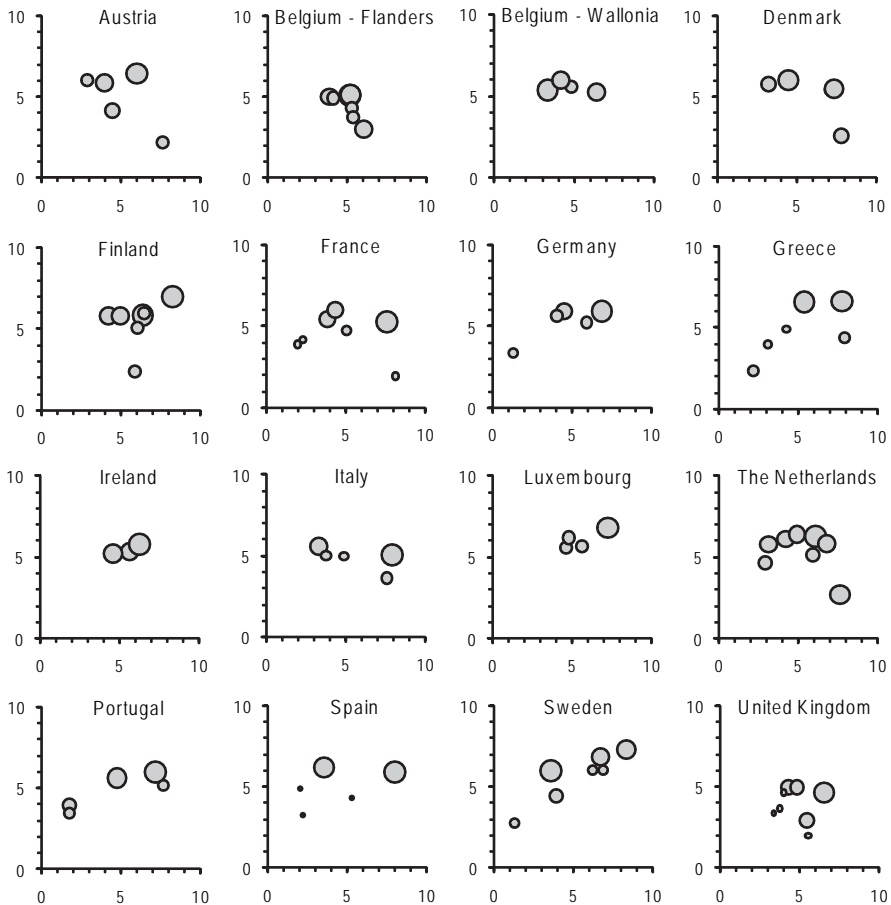 Austria
Belgium - Flanders
Belgium - Wallonia
Denmark
10 10 10 10
5 5 5 5
0 0 0 0
0 5 10 0 5 10 0 5 10 0 5 10
Finland
France
Germany
Greece
10 10 10 10
5 5 5 5
0 0 0 0
0 5 10 0 5 10 0 5 10 0 5 10
Ireland
Italy
Luxembourg
The Netherlands
10 10 10 10
5 5 5 5
0 0 0 0
0 5 10 0 5 10 0 5 10 0 5 10
Portugal
Spain
Sweden
United Kingdom
10 10 10 10
5 5 5 5
0 0 0 0
0 5 10 0 5 10 0 5 10 0 5 10